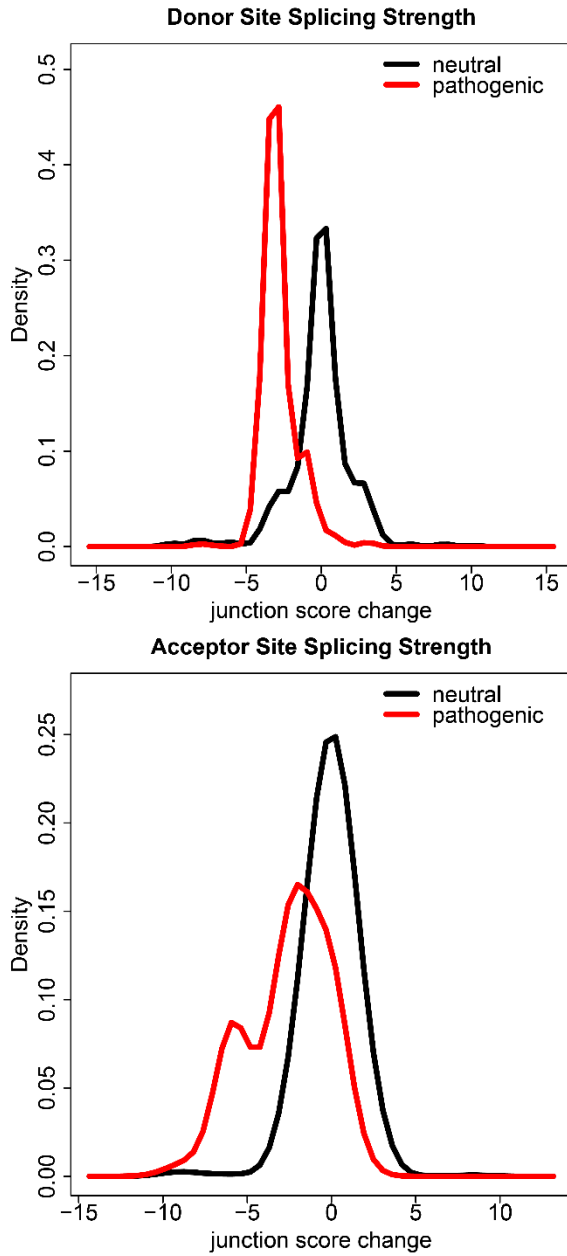 Donor Site Splicing Strength
neutral
pathogenic
Density
0.5
0.4
0.3
0.2
0.1
0.0
−15 −10 −5 0 5 10 15
junction score change
Acceptor Site Splicing Strength
neutral
pathogenic
Density
0.25
0.20
0.15
0.10
0.05
0.00
−15 −10 −5 0 5 10
junction score change